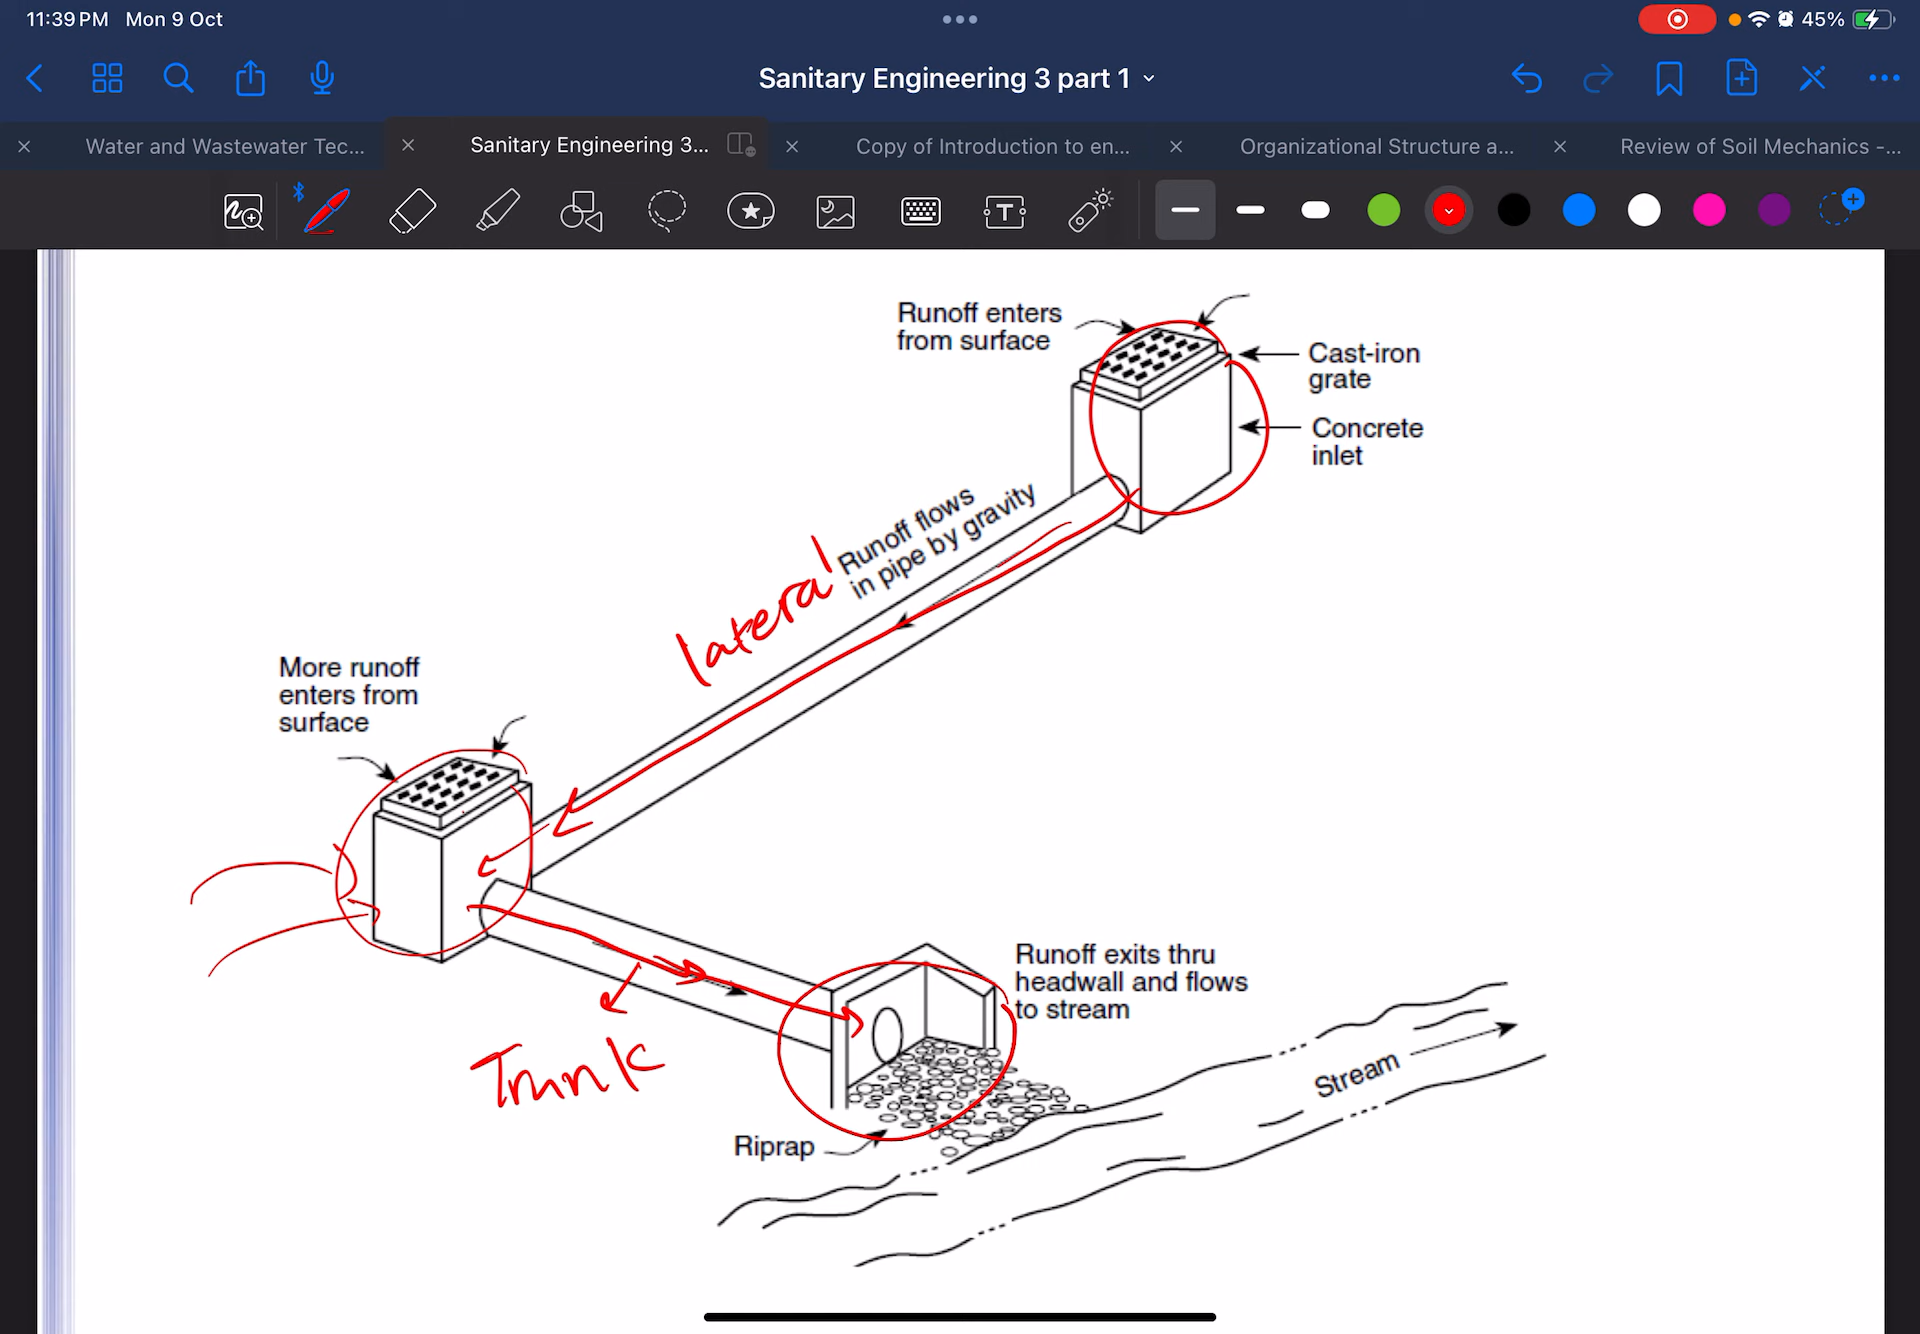 11:39 PM Mon 9 Oct
45%
Sanitary Engineering 3 part 1
Water and Wastewater Tec...
Sanitary Engineering 3...
Copy of Introduction to en...
Organizational Structure a...
Review of Soil Mechanics -...
T
Runoff enters
from surface
Cast-iron
grate
Concrete
inlet
Runoff flows
in pipe by gravity
lateral
More runoff
enters from
surface
Runoff exits thru
headwall and flows
to stream
Trunk
Stream
Riprap